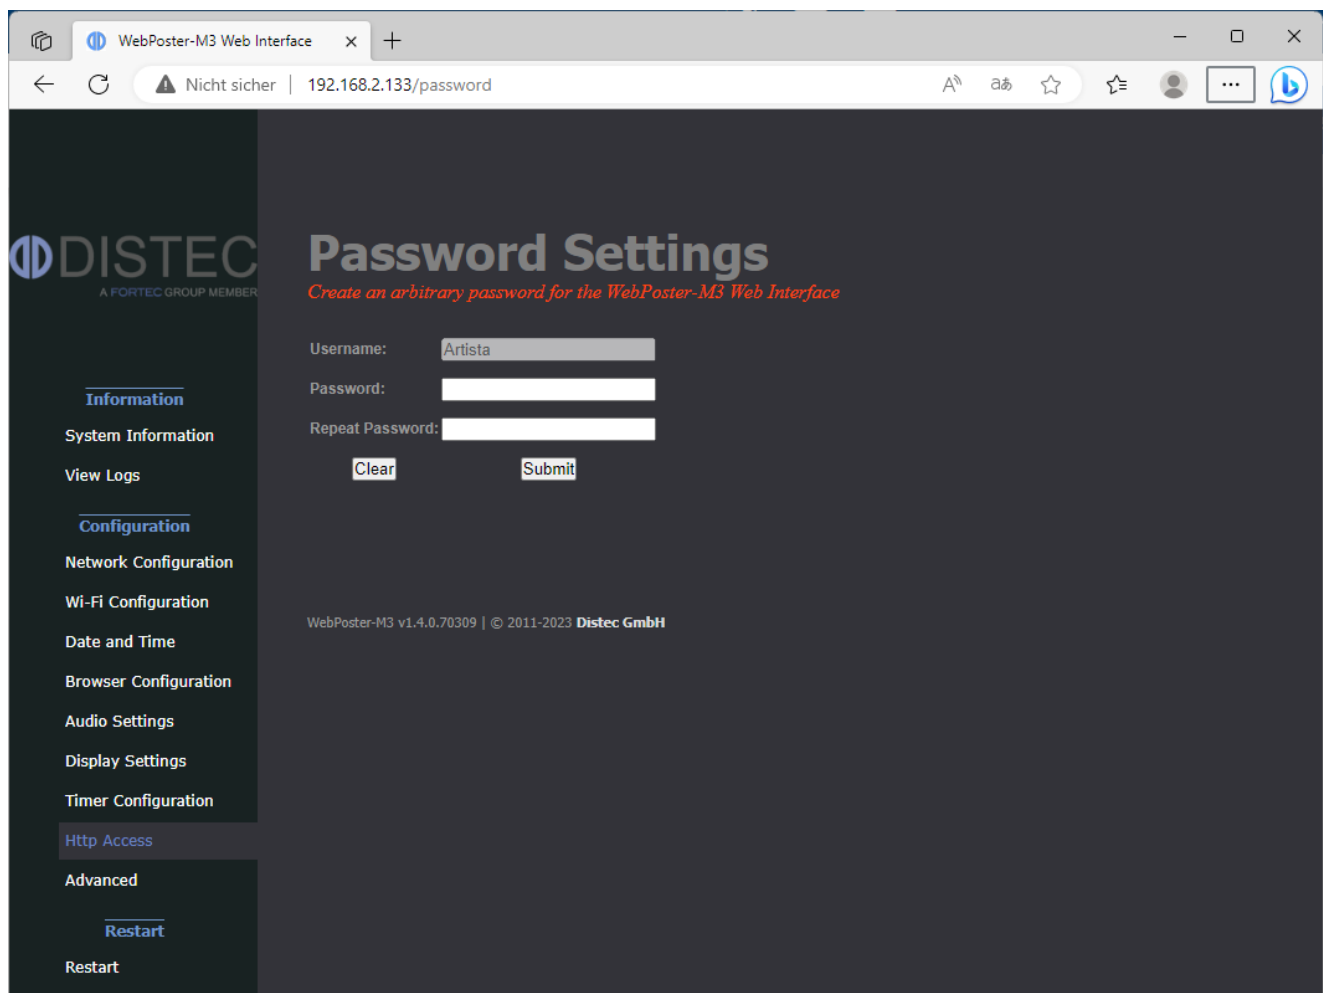 WebPoster-M3 Web Interface
Nicht sicher | 192.168.2.133/password
DISTEC
A FORTEC GROUP MEMBER
Information
System Information
View Logs
Configuration
Network Configuration
Wi-Fi Configuration
Date and Time
Browser Configuration
Audio Settings
Display Settings
Timer Configuration
Http Access
Advanced
Restart
Restart
Password Settings
Create an arbitrary password for the WebPoster-M3 Web Interface
Username: Artista
Password:
Repeat Password:
Clear Submit
WebPoster-M3 v1.4.0.70309 | © 2011-2023 Distec GmbH